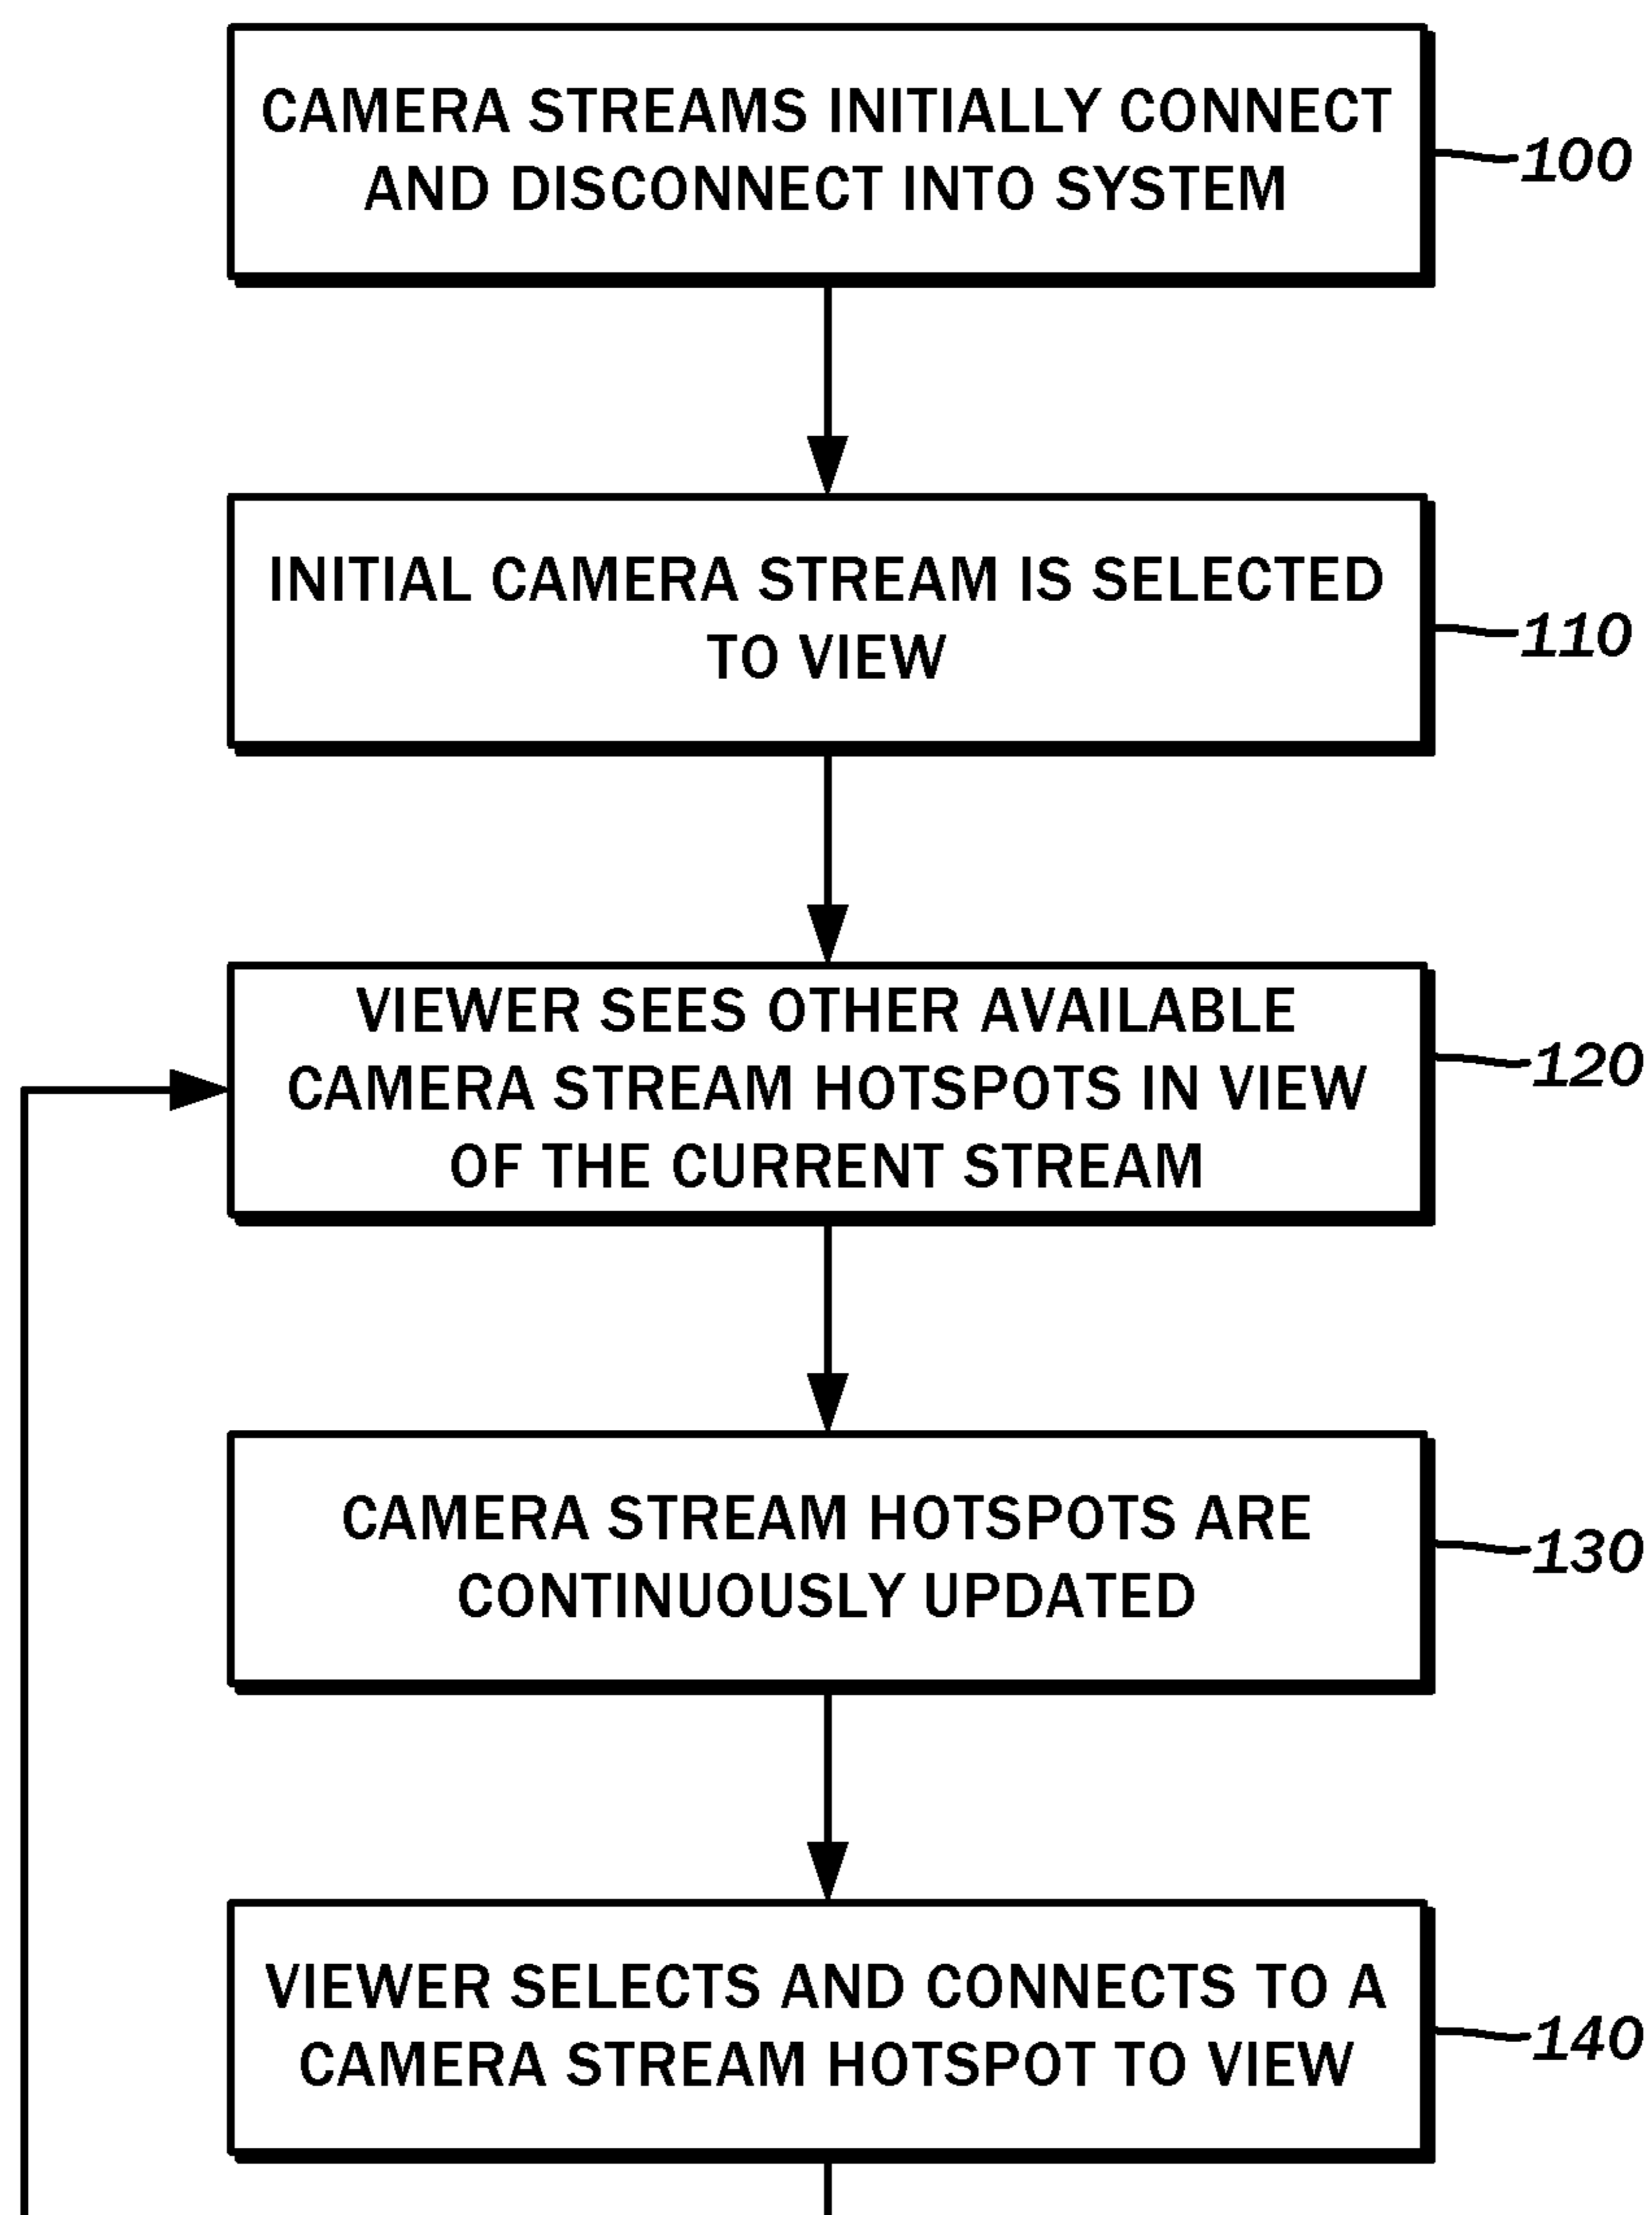 CAMERA STREAMS INITIALLY CONNECT
AND DISCONNECT INTO SYSTEM
100
INITIAL CAMERA STREAM IS SELECTED
TO VIEW
110
VIEWER SEES OTHER AVAILABLE
CAMERA STREAM HOTSPOTS IN VIEW
OF THE CURRENT STREAM
120
CAMERA STREAM HOTSPOTS ARE
CONTINUOUSLY UPDATED
130
VIEWER SELECTS AND CONNECTS TO A
CAMERA STREAM HOTSPOT TO VIEW
140